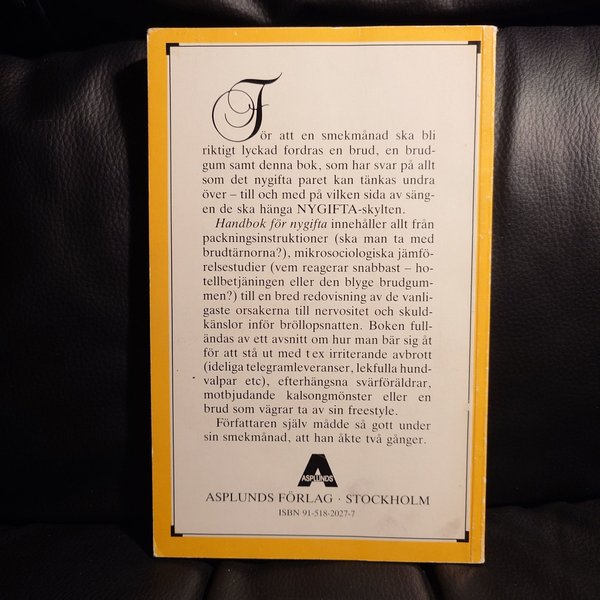 För att en smekmånad ska bli
riktigt lyckad fordras en brud, en brud-
gum samt denna bok, som har svar på allt
som det nygifta paret kan tänkas undra
över – till och med på vilken sida av säng-
en de ska hänga NYGIFTA-skylten.
Handbok för nygifta innehåller allt från
packningsinstruktioner (ska man ta med
brudtärnorna?), mikrosociologiska jämfö-
relsestudier (vem reagerar snabbast – ho-
tellbetjäningen eller den blyge brudgum-
men?) till en bred redovisning av de vanli-
gaste orsakerna till nervositet och skuld-
känslor inför bröllopsnatten. Boken full-
ändas av ett avsnitt om hur man bär sig åt
för att stå ut med t ex irriterande avbrott
(ideliga telegramleveranser, lekfulla hund-
valpar etc), efterhängsna svärföräldrar,
motbjudande kalsongmönster eller en
brud som vägrar ta av sin freestyle.
Författaren själv mådde så gott under
sin smekmånad, att han åkte två gånger.
ASPLUNDS
ASPLUNDS FÖRLAG · STOCKHOLM
ISBN 91-518-2027-7